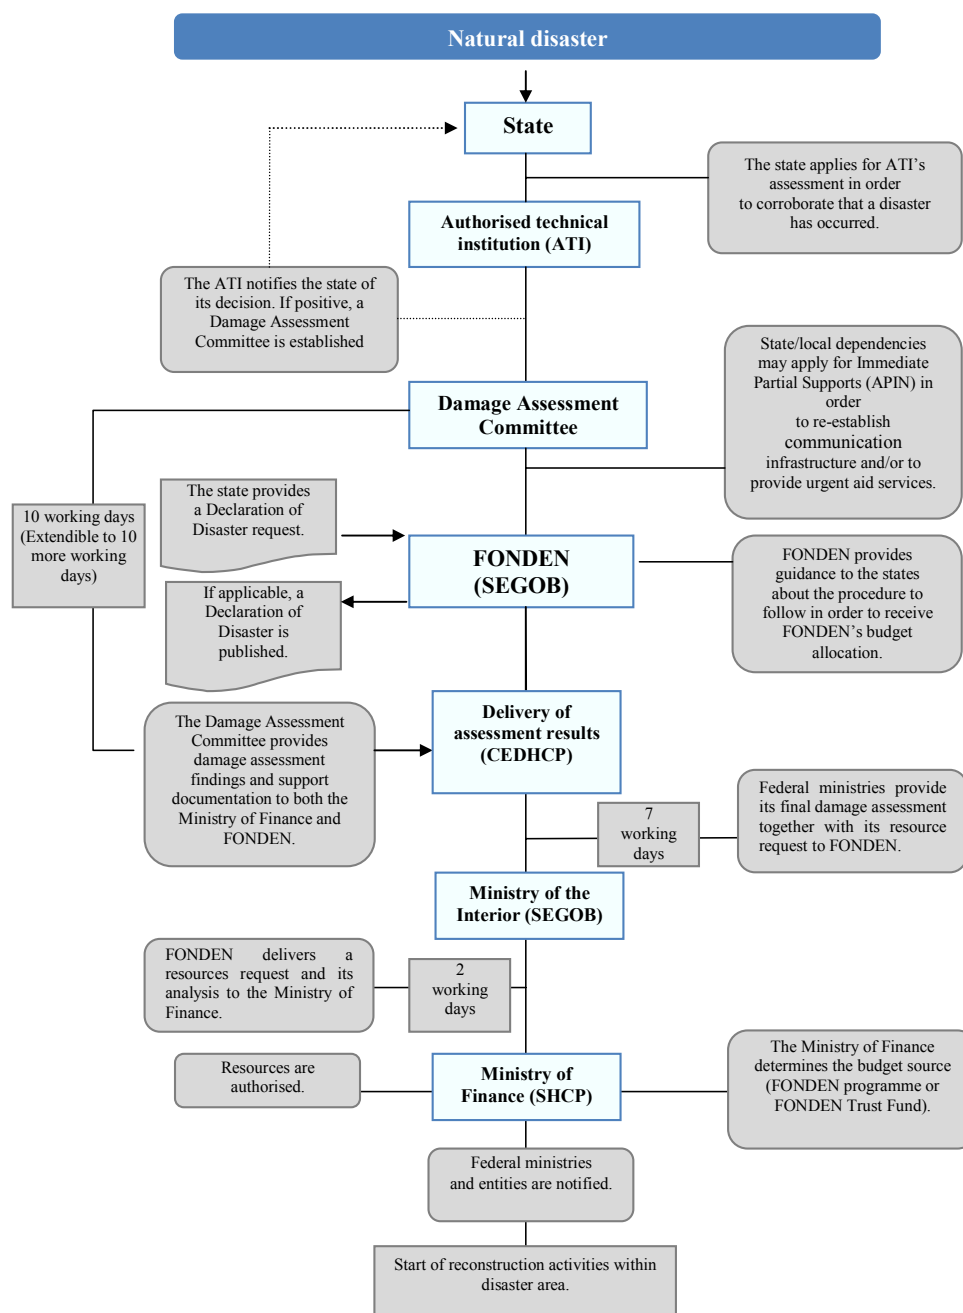 Natural disaster
State
The state applies for ATI's
assessment in order
to corroborate that a disaster
has occurred.
Authorised technical
institution (ATI)
The ATI notifies the state of
its decision. If positive, a
Damage Assessment
Committee is established
State/local dependencies
may apply for Immediate
Partial Supports (APIN) in
order
to re-establish
communication
infrastructure and/or to
provide urgent aid services.
Damage Assessment
Committee
The state provides
a Declaration of
Disaster request.
10 working days
(Extendible to 10
more working
days)
FONDEN
(SEGOB)
FONDEN provides
guidance to the states
about the procedure to
follow in order to receive
FONDEN's budget
allocation.
If applicable, a
Declaration of
Disaster is
published.
Delivery of
assessment results
(CEDHCP)
The Damage Assessment
Committee provides
damage assessment
findings and support
documentation to both the
Ministry of Finance and
FONDEN.
Federal ministries provide
its final damage assessment
together with its resource
request to FONDEN.
7
working
days
Ministry of the
Interior (SEGOB)
FONDEN delivers a
resources request and its
analysis to the Ministry of
Finance.
2
working
days
The Ministry of Finance
determines the budget source
(FONDEN programme or
FONDEN Trust Fund).
Resources are
authorised.
Ministry of
Finance (SHCP)
Federal ministries
and entities are notified.
Start of reconstruction activities within
disaster area.